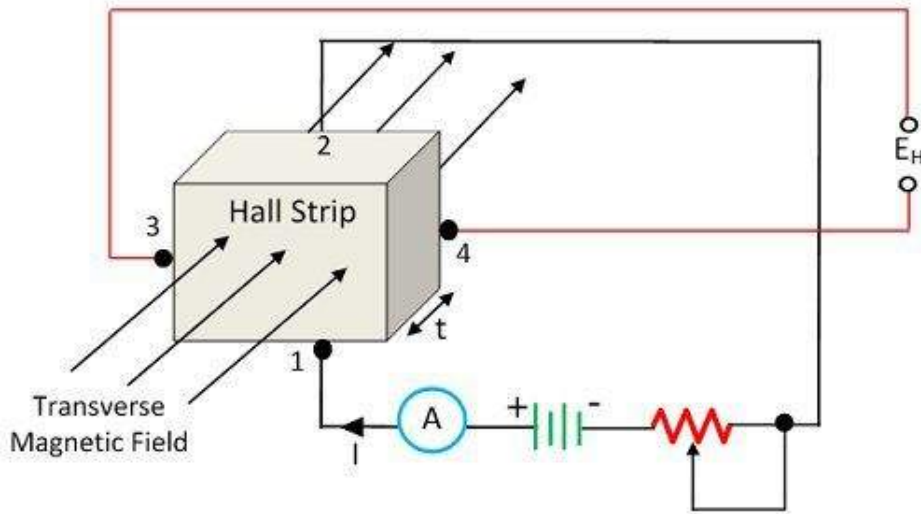 2
E_H
Hall Strip
3
4
t
1
Transverse
Magnetic Field
I
A
+
-